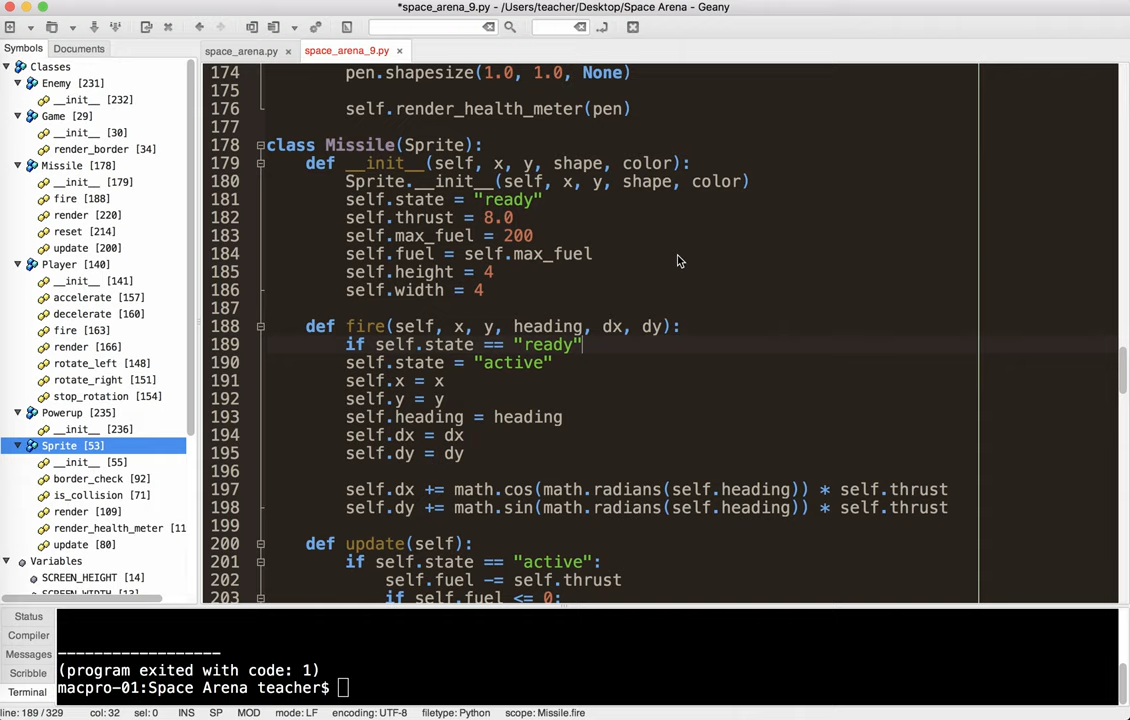 *space_arena_9.py - /Users/teacher/Desktop/Space Arena - Geany
Symbols Documents
space_arena.py × space_arena_9.py ×
Classes
Enemy [231]
__init__ [232]
Game [29]
__init__ [30]
render_border [34]
Missile [178]
__init__ [179]
fire [188]
render [220]
reset [214]
update [200]
Player [140]
__init__ [141]
accelerate [157]
decelerate [160]
fire [163]
render [166]
rotate_left [148]
rotate_right [151]
stop_rotation [154]
Powerup [235]
__init__ [236]
Sprite [53]
__init__ [55]
border_check [92]
is_collision [71]
render [109]
render_health_meter [11
update [80]
Variables
SCREEN_HEIGHT [14]
SCREEN_WIDTH [13]
174 pen.shapesize(1.0, 1.0, None)
175
176 self.render_health_meter(pen)
177
178 class Missile(Sprite):
179 def __init__(self, x, y, shape, color):
180 Sprite.__init__(self, x, y, shape, color)
181 self.state = "ready"
182 self.thrust = 8.0
183 self.max_fuel = 200
184 self.fuel = self.max_fuel
185 self.height = 4
186 self.width = 4
187
188 def fire(self, x, y, heading, dx, dy):
189 if self.state == "ready"
190 self.state = "active"
191 self.x = x
192 self.y = y
193 self.heading = heading
194 self.dx = dx
195 self.dy = dy
196
197 self.dx += math.cos(math.radians(self.heading)) * self.thrust
198 self.dy += math.sin(math.radians(self.heading)) * self.thrust
199
200 def update(self):
201 if self.state == "active":
202 self.fuel -= self.thrust
203 if self.fuel <= 0:
Status
Compiler
Messages
Scribble
Terminal
------------------
(program exited with code: 1)
macpro-01:Space Arena teacher$
line: 189 / 329 col: 32 sel: 0 INS SP MOD mode: LF encoding: UTF-8 filetype: Python scope: Missile.fire